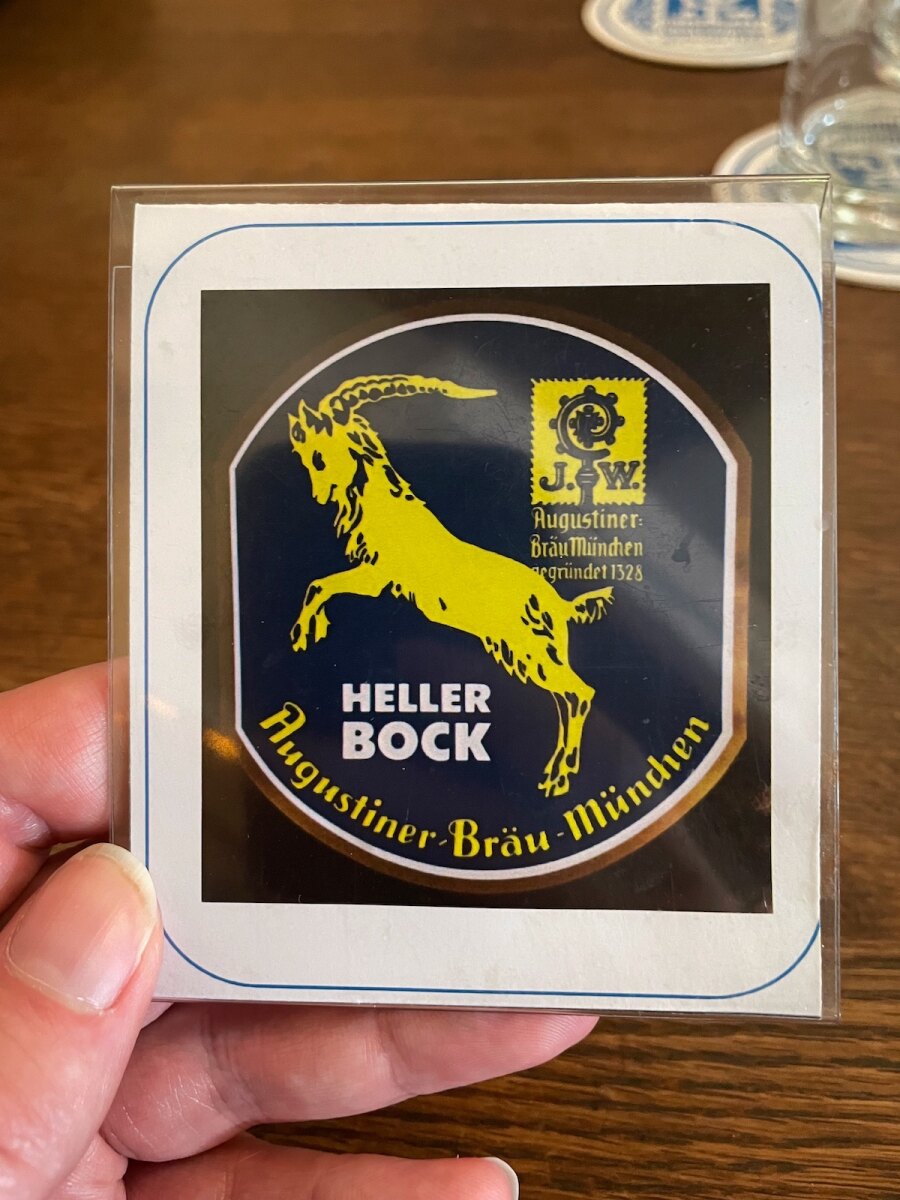 J. W.
Augustiner-
Bräu München
gegründet 1328
HELLER
BOCK
Augustiner-Bräu-München